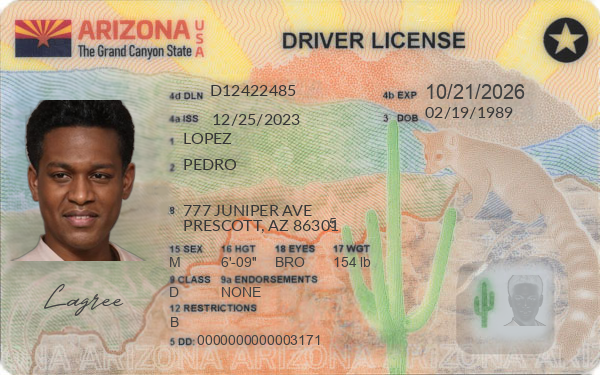 ARIZONA USA
The Grand Canyon State
DRIVER LICENSE
4d DLN D12422485
4b EXP 10/21/2026
4a ISS 12/25/2023
3 DOB 02/19/1989
1 LOPEZ
2 PEDRO
8 777 JUNIPER AVE
PRESCOTT, AZ 86301
15 SEX 16 HGT 18 EYES 17 WGT
M 6'-09" BRO 154 lb
9 CLASS 9a ENDORSEMENTS
D NONE
12 RESTRICTIONS
B
5 DD: 0000000000003171
Lagree
ARIZONA ARIZONA ARIZONA ARIZONA